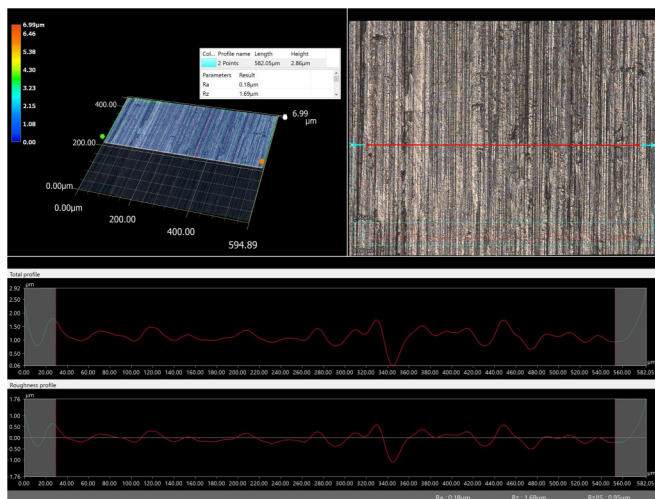 6.99μm
6.46
5.38
4.30
3.23
2.15
1.08
0.00
Col... Profile name Length Height
2 Points 582.05μm 2.86μm
Parameters Result
Ra 0.18μm
Rz 1.69μm
400.00
200.00
0.00μm
0.00μm
200.00
400.00
594.89
6.99
μm
Total profile
μm
2.92
2.50
2.00
1.50
1.00
0.50
0.06
0.00 20.00 40.00 60.00 80.00 100.00 120.00 140.00 160.00 180.00 200.00 220.00 240.00 260.00 280.00 300.00 320.00 340.00 360.00 380.00 400.00 420.00 440.00 460.00 480.00 500.00 520.00 540.00 560.00 582.05
μm
Roughness profile
μm
1.76
1.00
0.50
0.00
-0.50
-1.00
-1.76
0.00 20.00 40.00 60.00 80.00 100.00 120.00 140.00 160.00 180.00 200.00 220.00 240.00 260.00 280.00 300.00 320.00 340.00 360.00 380.00 400.00 420.00 440.00 460.00 480.00 500.00 520.00 540.00 560.00 582.05
μm
Ra : 0.18μm Rz : 1.69μm RzJIS : 0.95μm